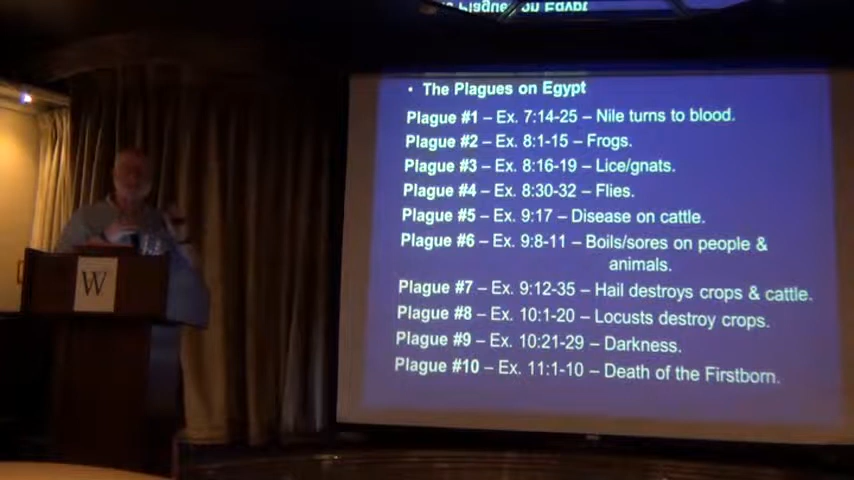 • The Plagues on Egypt
Plague #1 – Ex. 7:14-25 – Nile turns to blood.
Plague #2 – Ex. 8:1-15 – Frogs.
Plague #3 – Ex. 8:16-19 – Lice/gnats.
Plague #4 – Ex. 8:30-32 – Flies.
Plague #5 – Ex. 9:17 – Disease on cattle.
Plague #6 – Ex. 9:8-11 – Boils/sores on people &
animals.
Plague #7 – Ex. 9:12-35 – Hail destroys crops & cattle.
Plague #8 – Ex. 10:1-20 – Locusts destroy crops.
Plague #9 – Ex. 10:21-29 – Darkness.
Plague #10 – Ex. 11:1-10 – Death of the Firstborn.
W